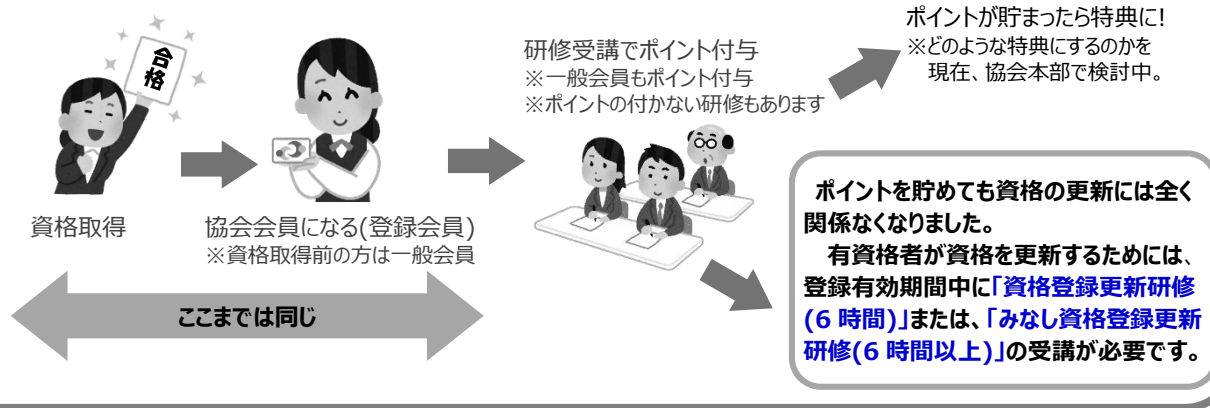 合格
資格取得
協会会員になる(登録会員)
※資格取得前の方は一般会員
ここまでは同じ
研修受講でポイント付与
※一般会員もポイント付与
※ポイントの付かない研修もあります
ポイントが貯まったら特典に!
※どのような特典にするのかを
現在、協会本部で検討中。
ポイントを貯めても資格の更新には全く
関係なくなりました。
有資格者が資格を更新するためには、
登録有効期間中に「資格登録更新研修
(6 時間)」または、「みなし資格登録更新
研修(6 時間以上)」の受講が必要です。